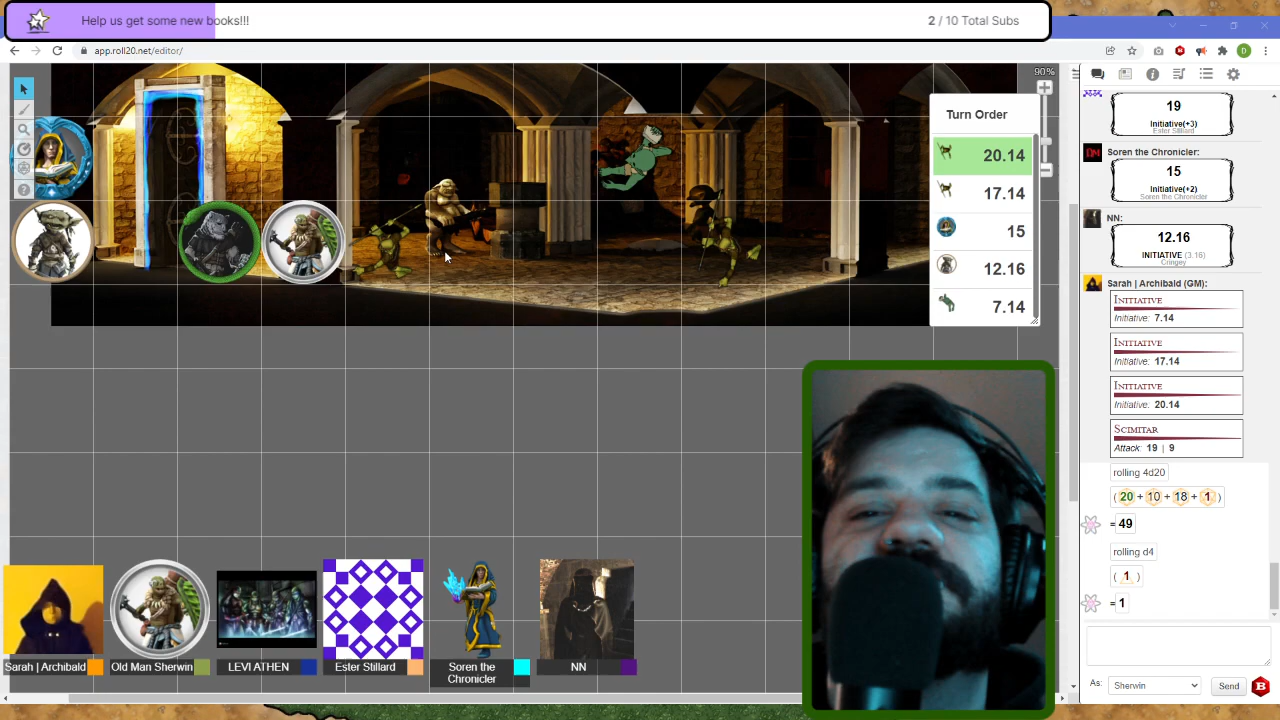 Help us get some new books!!!
2 / 10 Total Subs
app.roll20.net/editor/
90%
Turn Order
20.14
17.14
15
12.16
7.14
19
Initiative(+3)
Ester Stillard
Soren the Chronicler:
15
Initiative(+2)
Soren the Chronicler
NN:
12.16
INITIATIVE (3.16)
Cringey
Sarah | Archibald (GM):
INITIATIVE
Initiative: 7.14
INITIATIVE
Initiative: 17.14
INITIATIVE
Initiative: 20.14
SCIMITAR
Attack: 19 | 9
rolling 4d20
(20+10+18+1)
=49
rolling d4
(1)
=1
As:
Sherwin
Send
Sarah | Archibald
Old Man Sherwin
LEVI ATHEN
Ester Stillard
Soren the
Chronicler
NN